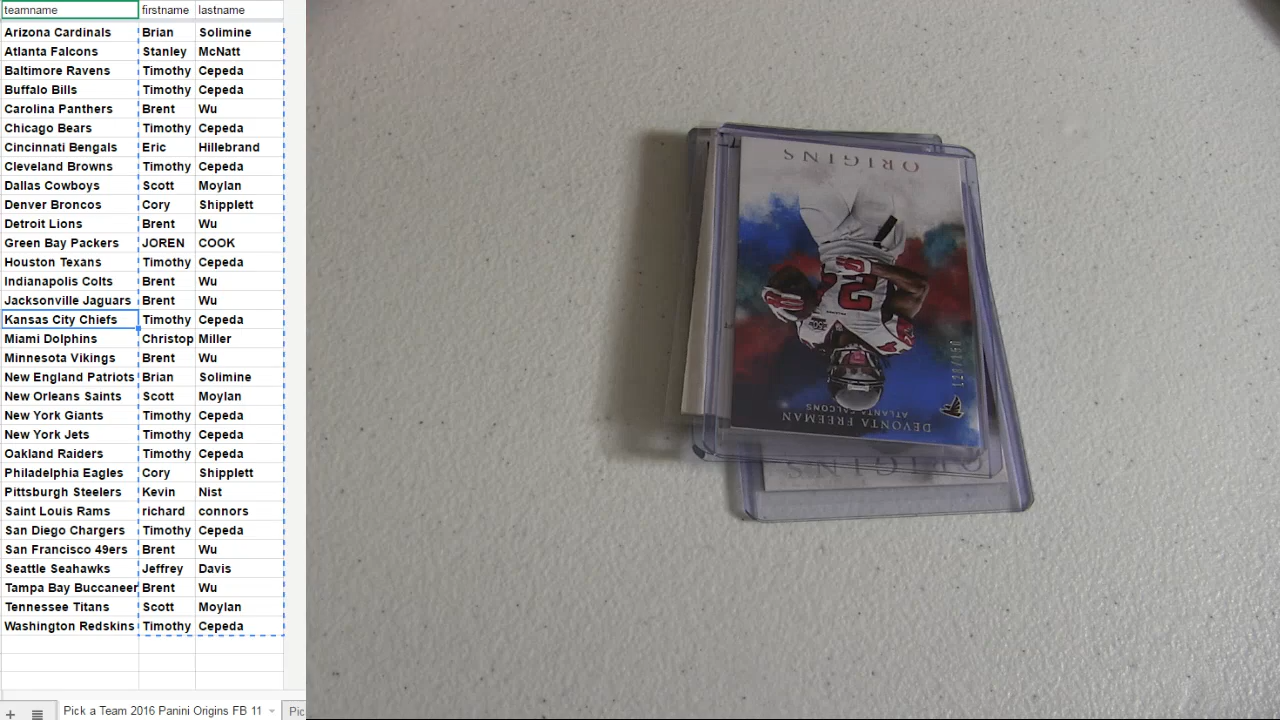 teamname firstname lastname
Arizona Cardinals Brian Solimine
Atlanta Falcons Stanley McNatt
Baltimore Ravens Timothy Cepeda
Buffalo Bills Timothy Cepeda
Carolina Panthers Brent Wu
Chicago Bears Timothy Cepeda
Cincinnati Bengals Eric Hillebrand
Cleveland Browns Timothy Cepeda
Dallas Cowboys Scott Moylan
Denver Broncos Cory Shipplett
Detroit Lions Brent Wu
Green Bay Packers JOREN COOK
Houston Texans Timothy Cepeda
Indianapolis Colts Brent Wu
Jacksonville Jaguars Brent Wu
Kansas City Chiefs Timothy Cepeda
Miami Dolphins Christop Miller
Minnesota Vikings Brent Wu
New England Patriots Brian Solimine
New Orleans Saints Scott Moylan
New York Giants Timothy Cepeda
New York Jets Timothy Cepeda
Oakland Raiders Timothy Cepeda
Philadelphia Eagles Cory Shipplett
Pittsburgh Steelers Kevin Nist
Saint Louis Rams richard connors
San Diego Chargers Timothy Cepeda
San Francisco 49ers Brent Wu
Seattle Seahawks Jeffrey Davis
Tampa Bay Buccaneer Brent Wu
Tennessee Titans Scott Moylan
Washington Redskins Timothy Cepeda
Pick a Team 2016 Panini Origins FB 11 Pic
ORIGINS
22
DEVONTA FREEMAN
ATLANTA FALCONS
ORIGINS